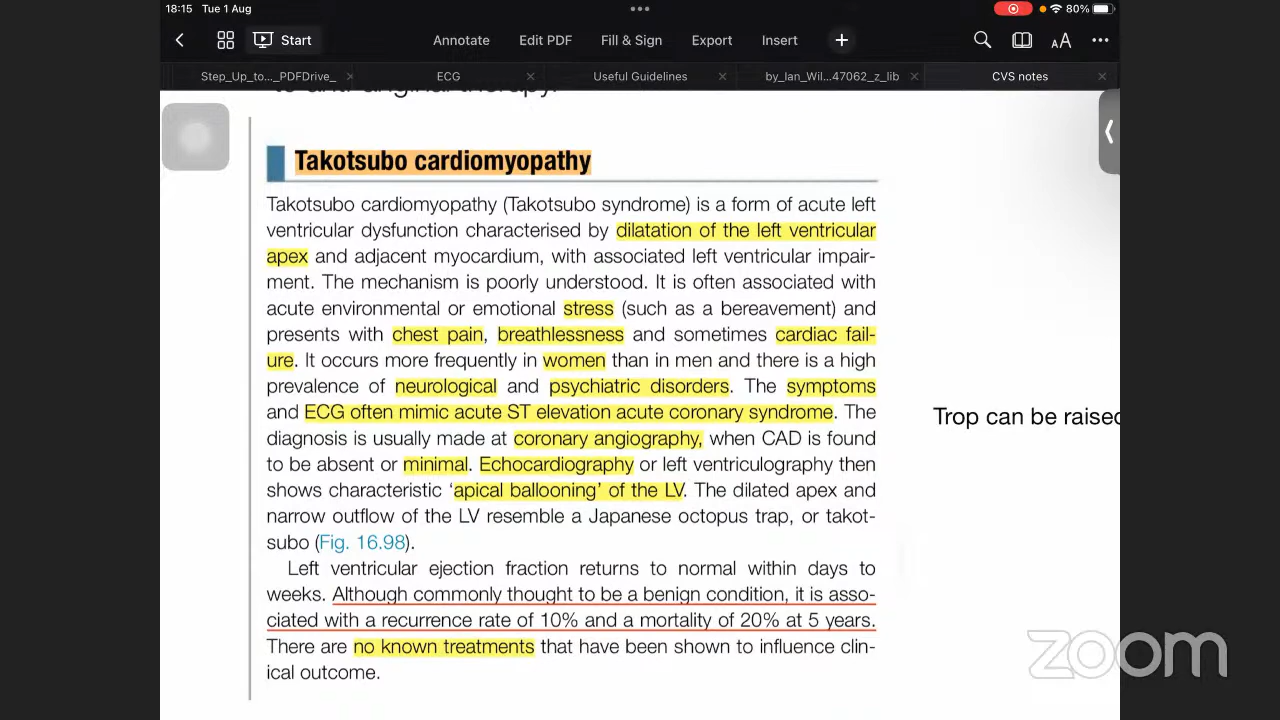 18:15 Tue 1 Aug
80%
Start
Annotate
Edit PDF
Fill & Sign
Export
Insert
AA
Step_Up_to..._PDFDrive_
ECG
Useful Guidelines
by_Ian_Wil...47062_z_lib
CVS notes
to anti-anginal therapy.
Takotsubo cardiomyopathy
Takotsubo cardiomyopathy (Takotsubo syndrome) is a form of acute left
ventricular dysfunction characterised by dilatation of the left ventricular
apex and adjacent myocardium, with associated left ventricular impair-
ment. The mechanism is poorly understood. It is often associated with
acute environmental or emotional stress (such as a bereavement) and
presents with chest pain, breathlessness and sometimes cardiac fail-
ure. It occurs more frequently in women than in men and there is a high
prevalence of neurological and psychiatric disorders. The symptoms
and ECG often mimic acute ST elevation acute coronary syndrome. The
diagnosis is usually made at coronary angiography, when CAD is found
to be absent or minimal. Echocardiography or left ventriculography then
shows characteristic ‘apical ballooning’ of the LV. The dilated apex and
narrow outflow of the LV resemble a Japanese octopus trap, or takot-
subo (Fig. 16.98).
Left ventricular ejection fraction returns to normal within days to
weeks. Although commonly thought to be a benign condition, it is asso-
ciated with a recurrence rate of 10% and a mortality of 20% at 5 years.
There are no known treatments that have been shown to influence clin-
ical outcome.
Trop can be raised
zoom